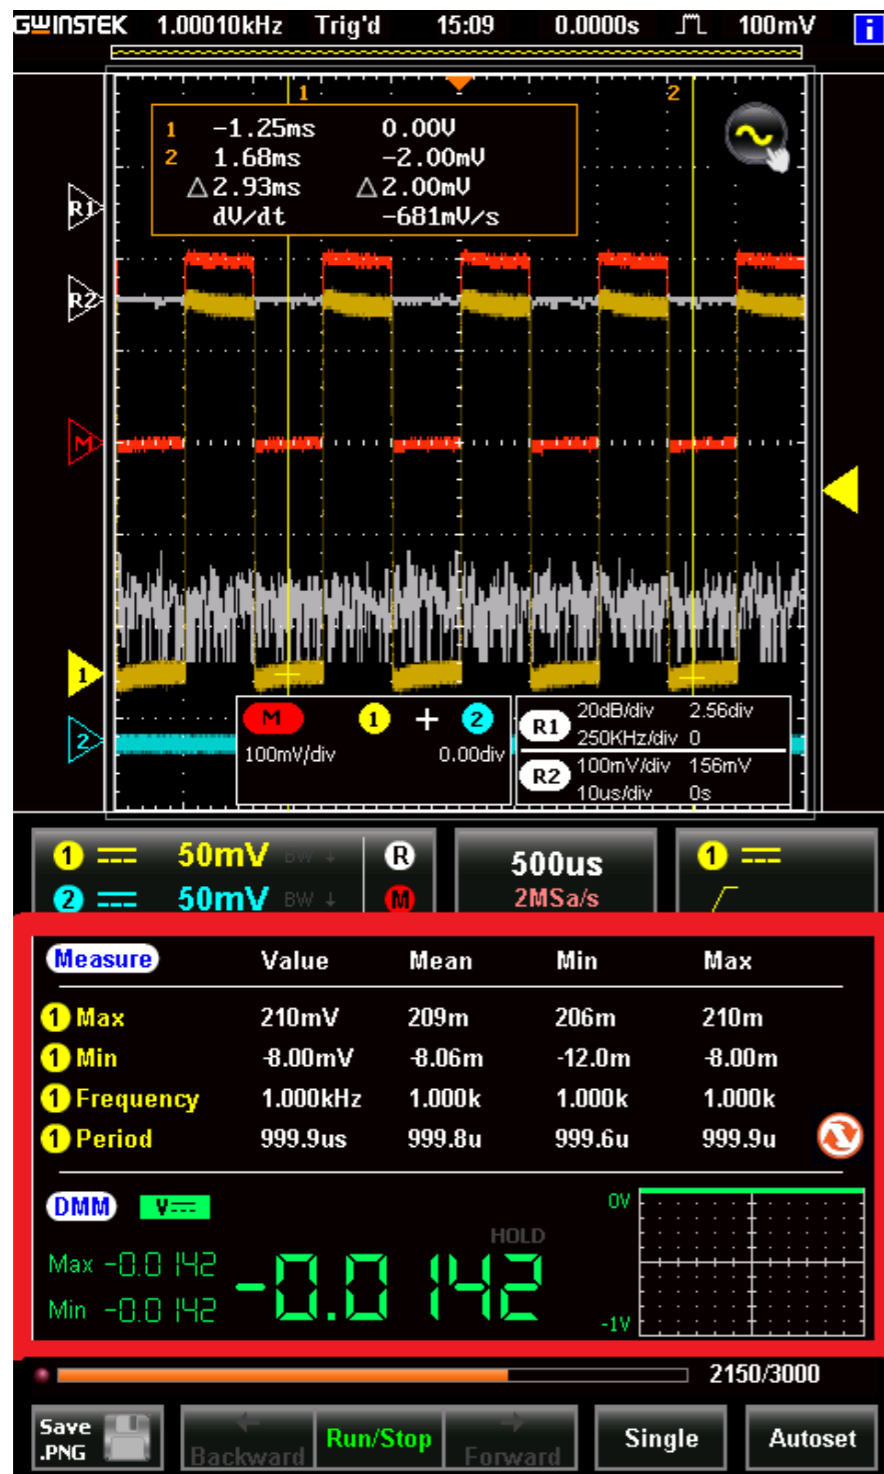 GWINSTEK 1.00010kHz Trig'd 15:09 0.0000s 100mV i
1 2
1 -1.25ms 0.00V
2 1.68ms -2.00mV
△2.93ms △2.00mV
dV/dt -681mV/s
R1
R2
M
1
2
M 1 + 2
100mV/div 0.00div
R1 20dB/div 2.56div
250KHz/div 0
R2 100mV/div 156mV
10us/div 0s
1 50mV BW R
2 50mV BW M
500us
2MSa/s
1
Measure Value Mean Min Max
1 Max 210mV 209m 206m 210m
1 Min -8.00mV -8.06m -12.0m -8.00m
1 Frequency 1.000kHz 1.000k 1.000k 1.000k
1 Period 999.9us 999.8u 999.6u 999.9u
DMM V
HOLD
Max -0.0142
Min -0.0142
-0.0142
0V
-1V
2150/3000
Save
.PNG
Backward Run/Stop Forward
Single
Autoset